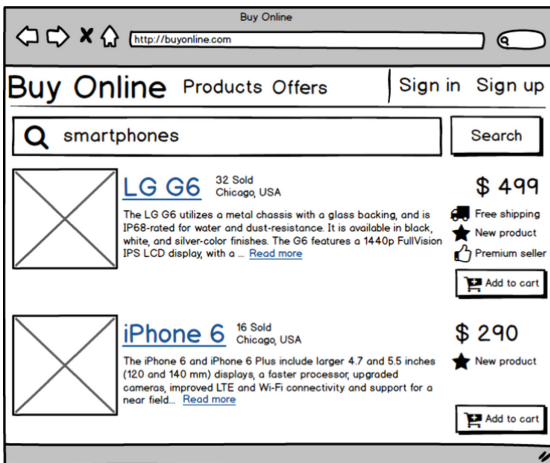 Buy Online
http://buyonline.com
Buy Online Products Offers Sign in Sign up
smartphones Search
LG G6 32 Sold
Chicago, USA
$ 499
The LG G6 utilizes a metal chassis with a glass backing, and is
IP68-rated for water and dust-resistance. It is available in black,
white, and silver-color finishes. The G6 features a 1440p FullVision
IPS LCD display, with a ... Read more
Free shipping
New product
Premium seller
Add to cart
iPhone 6 16 Sold
Chicago, USA
$ 290
The iPhone 6 and iPhone 6 Plus include larger 4.7 and 5.5 inches
(120 and 140 mm) displays, a faster processor, upgraded
cameras, improved LTE and Wi-Fi connectivity and support for a
near field... Read more
New product
Add to cart